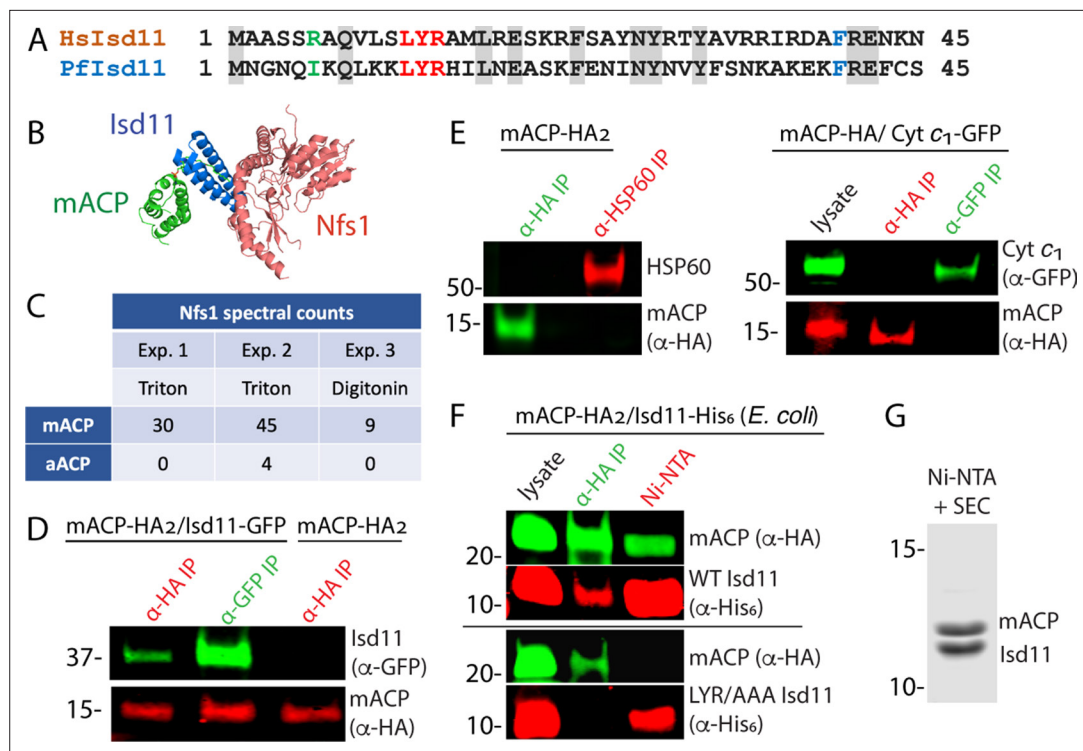 A
HsIsd11 1 MAASSRAQVLSLYRAMLRESKRFSAYNYRTYAVRRIRDAFRENKN 45
PfIsd11 1 MNGNQIKQLKKLYRHILNEASKFENINYNVYFSNKAKEKFREFCS 45
B
Isd11
mACP
Nfs1
C
Nfs1 spectral counts
Exp. 1 Exp. 2 Exp. 3
Triton Triton Digitonin
mACP 30 45 9
aACP 0 4 0
D
mACP-HA2/Isd11-GFP mACP-HA2
α-HA IP α-GFP IP α-HA IP
37- Isd11
(α-GFP)
15- mACP
(α-HA)
E
mACP-HA2
α-HA IP α-HSP60 IP
50- HSP60
15- mACP
(α-HA)
mACP-HA/ Cyt c1-GFP
lysate α-HA IP α-GFP IP
50- Cyt c1
(α-GFP)
15- mACP
(α-HA)
F
mACP-HA2/Isd11-His6 (E. coli)
lysate α-HA IP Ni-NTA
20- mACP (α-HA)
10- WT Isd11
(α-His6)
20- mACP (α-HA)
10- LYR/AAA Isd11
(α-His6)
G
Ni-NTA
+ SEC
15-
mACP
Isd11
10-